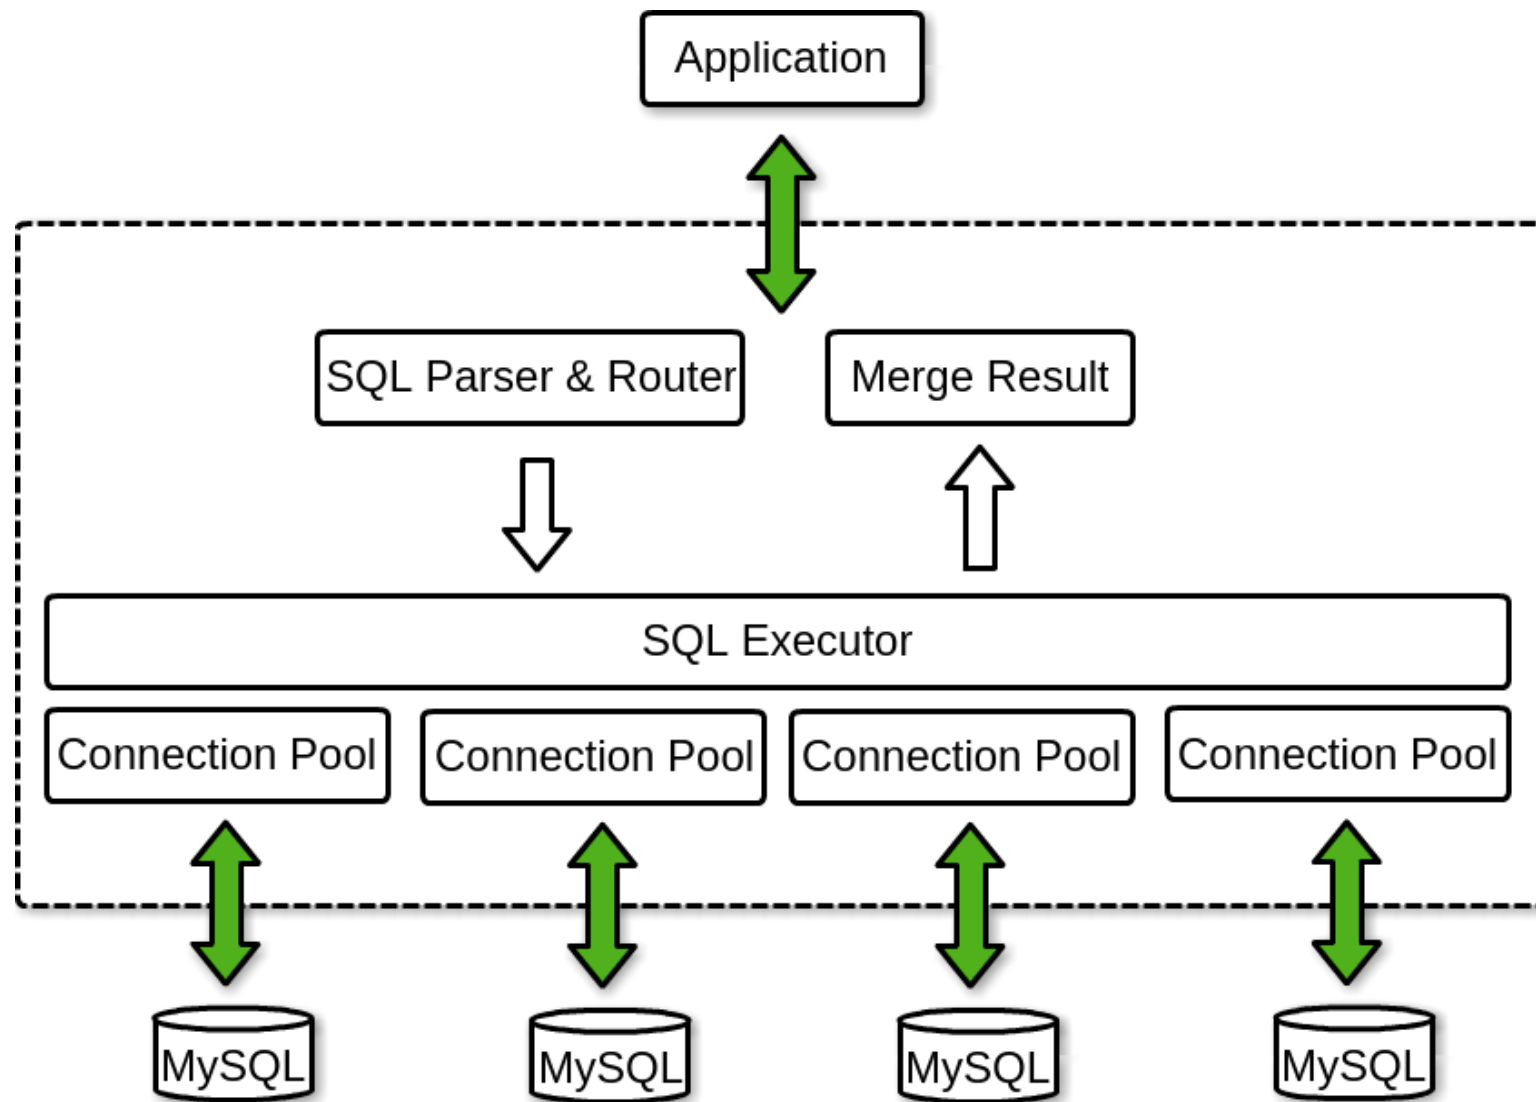 Application
SQL Parser & Router
Merge Result
SQL Executor
Connection Pool
Connection Pool
Connection Pool
Connection Pool
MySQL
MySQL
MySQL
MySQL